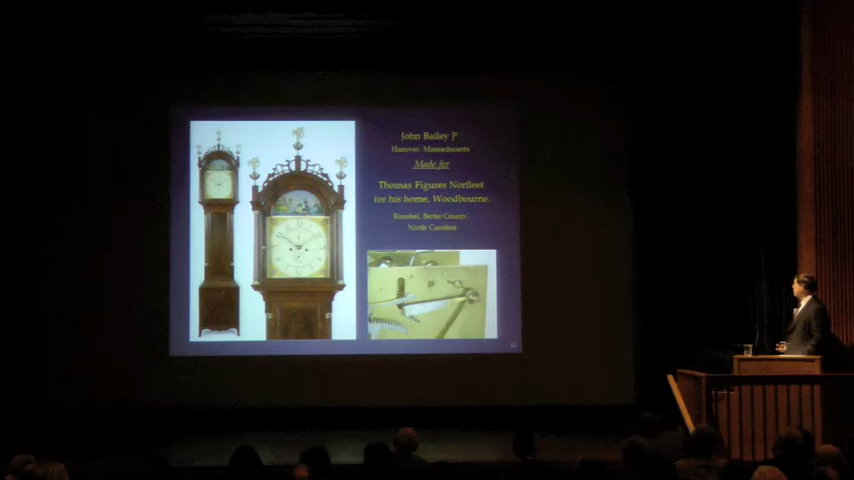 John Bailey Jr
Hanover, Massachusetts
Made for
Thomas Figures Norfleet
for his home, Woodbourne.
Roxobel, Bertie County,
North Carolina